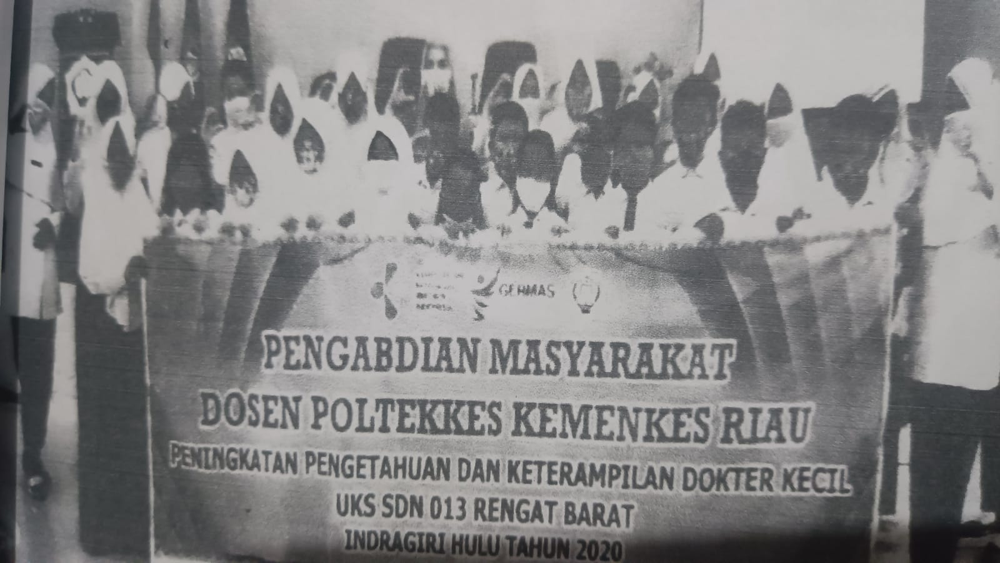 GERMAS
PENGABDIAN MASYARAKAT
DOSEN POLTEKKES KEMENKES RIAU
PENINGKATAN PENGETAHUAN DAN KETERAMPILAN DOKTER KECIL
UKS SDN 013 RENGAT BARAT
INDRAGIRI HULU TAHUN 2020